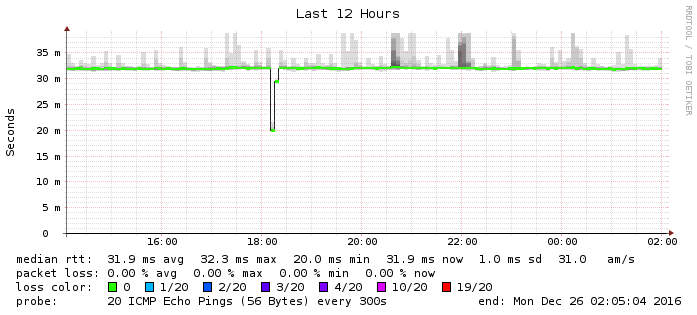 Last 12 Hours
RRDTOOL / TOBI OETIKER
Seconds
35 m
30 m
25 m
20 m
15 m
10 m
5 m
0
16:00 18:00 20:00 22:00 00:00 02:00
median rtt: 31.9 ms avg 32.3 ms max 20.0 ms min 31.9 ms now 1.0 ms sd 31.0 am/s
packet loss: 0.00 % avg 0.00 % max 0.00 % min 0.00 % now
loss color: 0 1/20 2/20 3/20 4/20 10/20 19/20
probe: 20 ICMP Echo Pings (56 Bytes) every 300s end: Mon Dec 26 02:05:04 2016